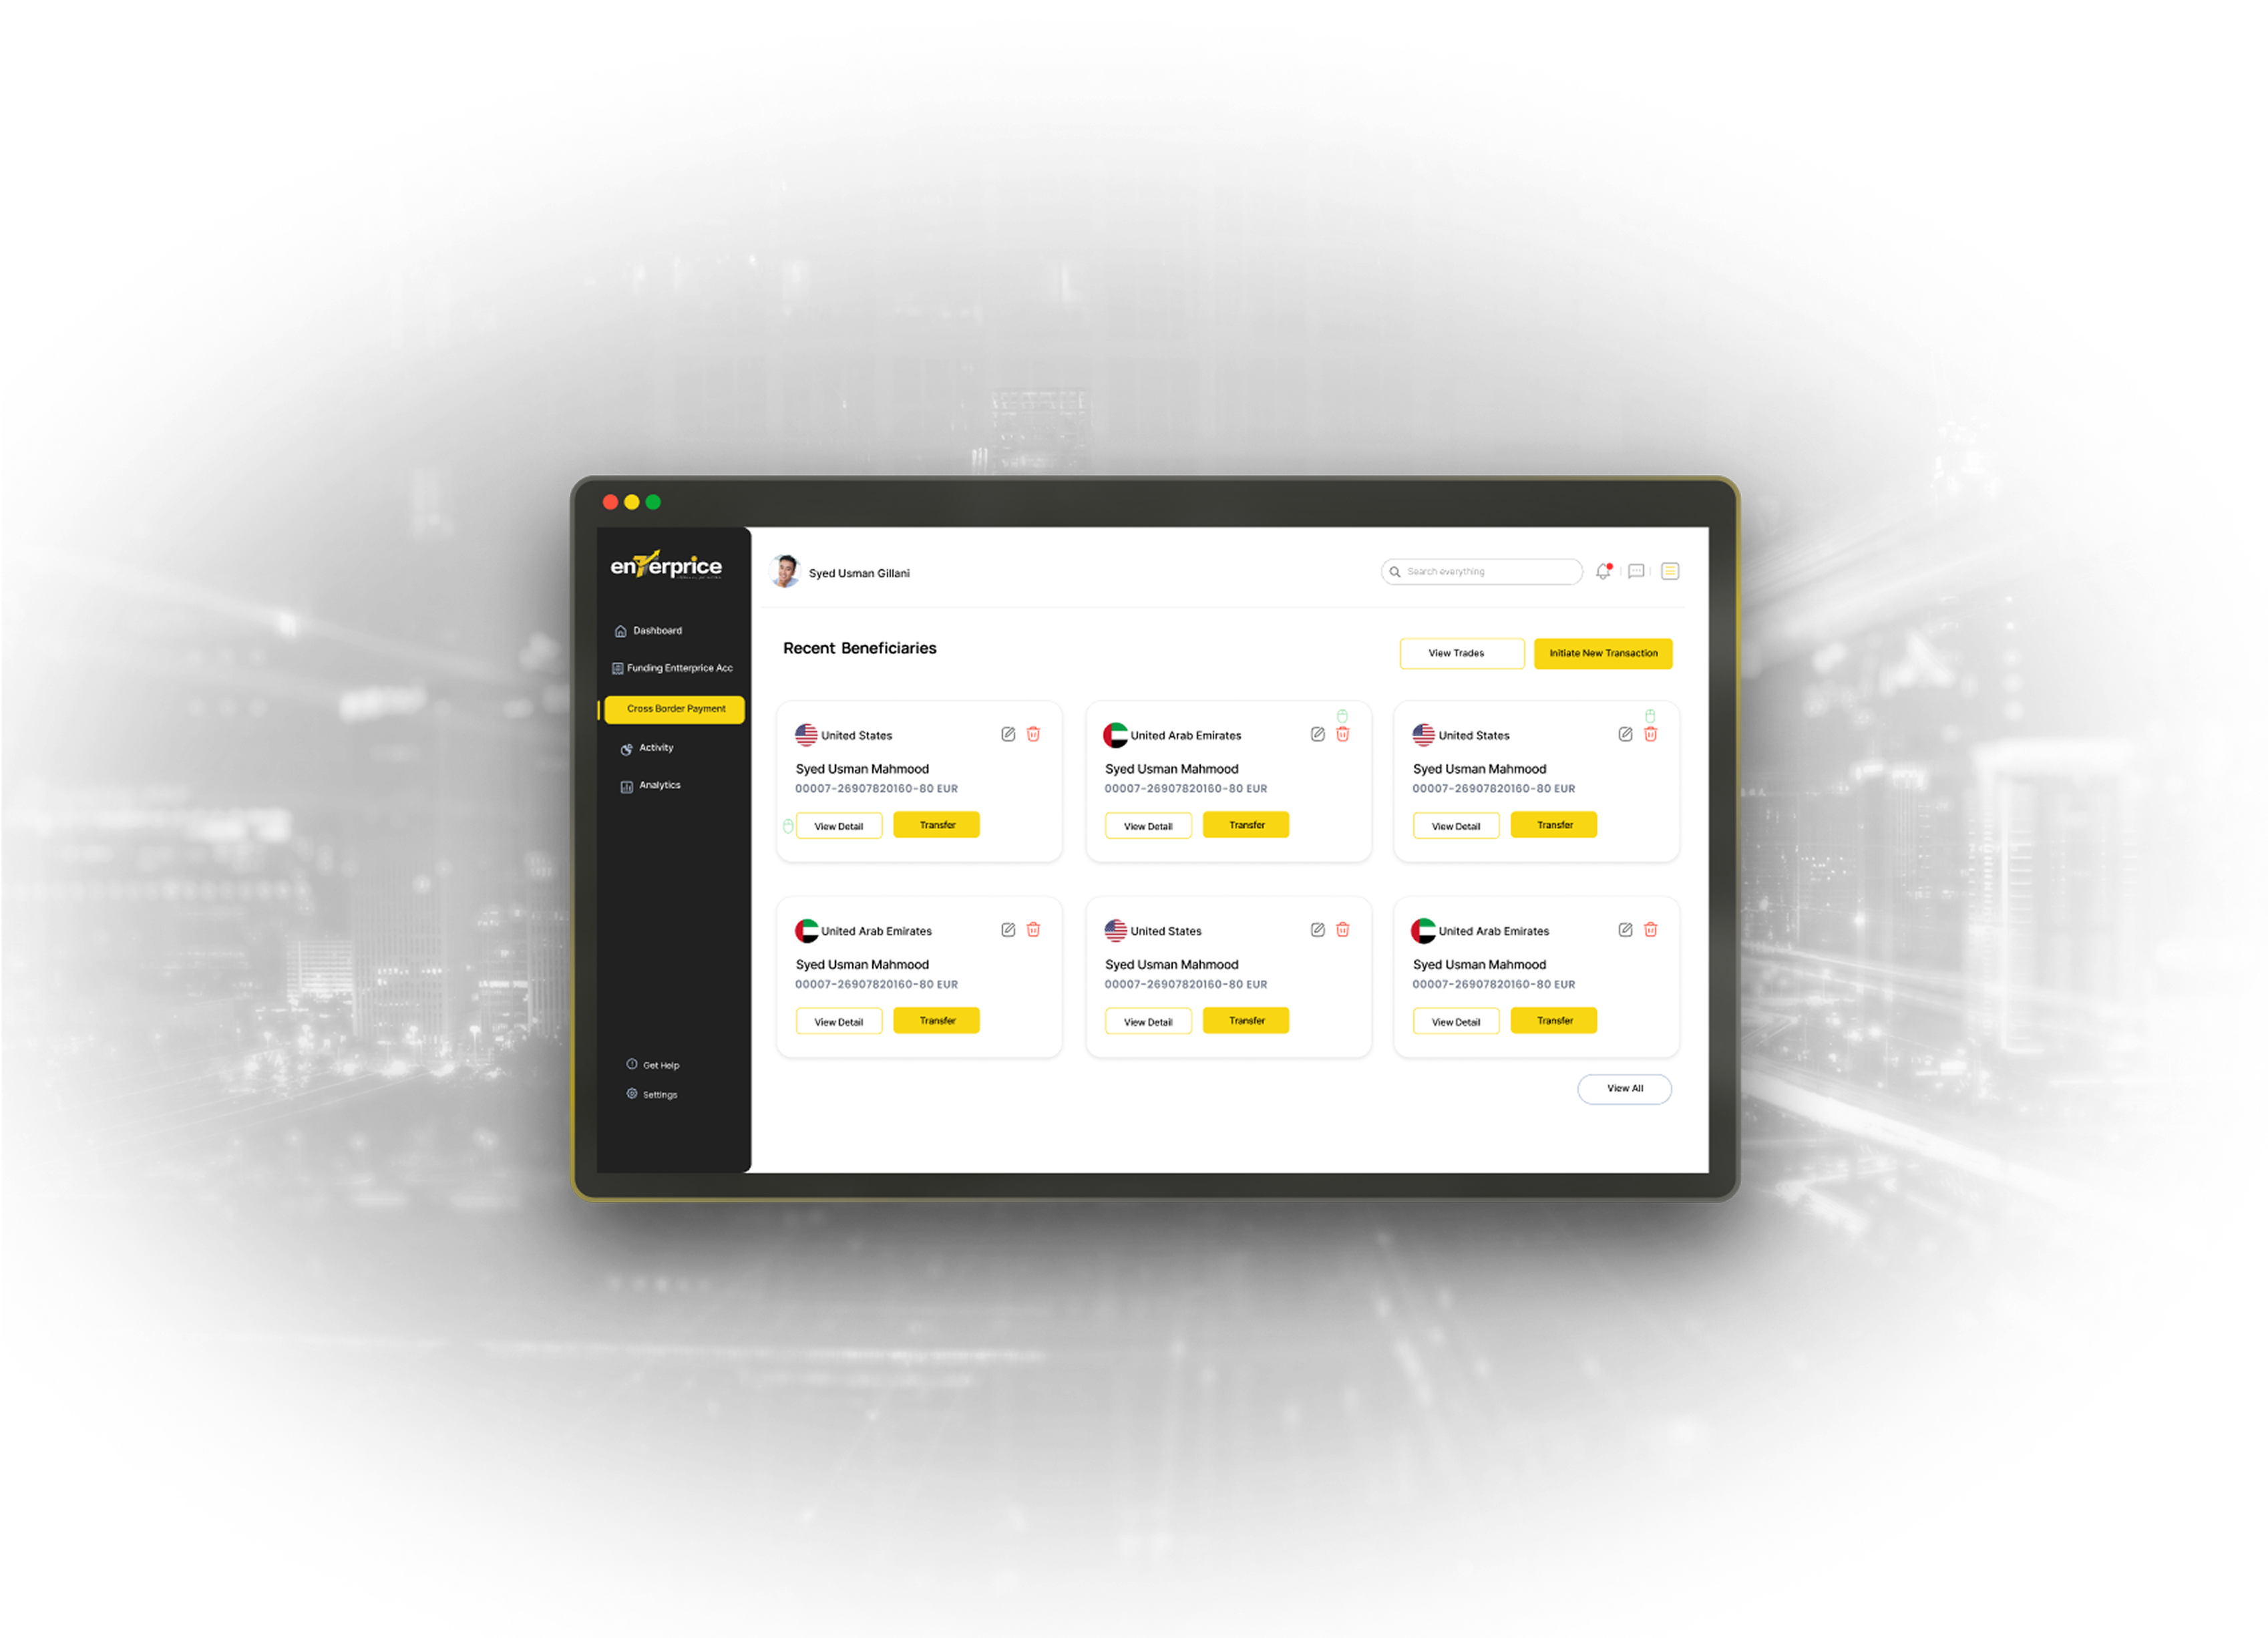 enTerprice
Syed Usman Gillani
Search everything
Dashboard
Funding Entterprice Acc
Cross Border Payment
Activity
Analytics
Get Help
Settings
Recent Beneficiaries
View Trades
Initiate New Transaction
United States
Syed Usman Mahmood
00007-26907820160-80 EUR
View Detail
Transfer
United Arab Emirates
Syed Usman Mahmood
00007-26907820160-80 EUR
View Detail
Transfer
United States
Syed Usman Mahmood
00007-26907820160-80 EUR
View Detail
Transfer
United Arab Emirates
Syed Usman Mahmood
00007-26907820160-80 EUR
View Detail
Transfer
United States
Syed Usman Mahmood
00007-26907820160-80 EUR
View Detail
Transfer
United Arab Emirates
Syed Usman Mahmood
00007-26907820160-80 EUR
View Detail
Transfer
View All